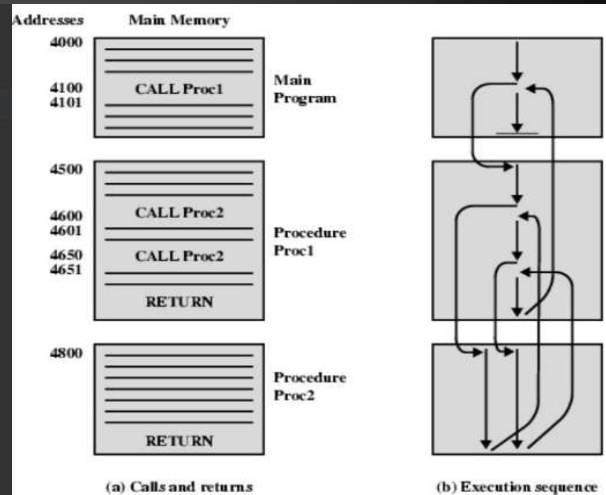 Addresses Main Memory
4000
4100 CALL Proc1
4101
Main
Program
4500
4600 CALL Proc2
4601
4650 CALL Proc2
4651
RETURN
Procedure
Proc1
4800
RETURN
Procedure
Proc2
(a) Calls and returns
(b) Execution sequence